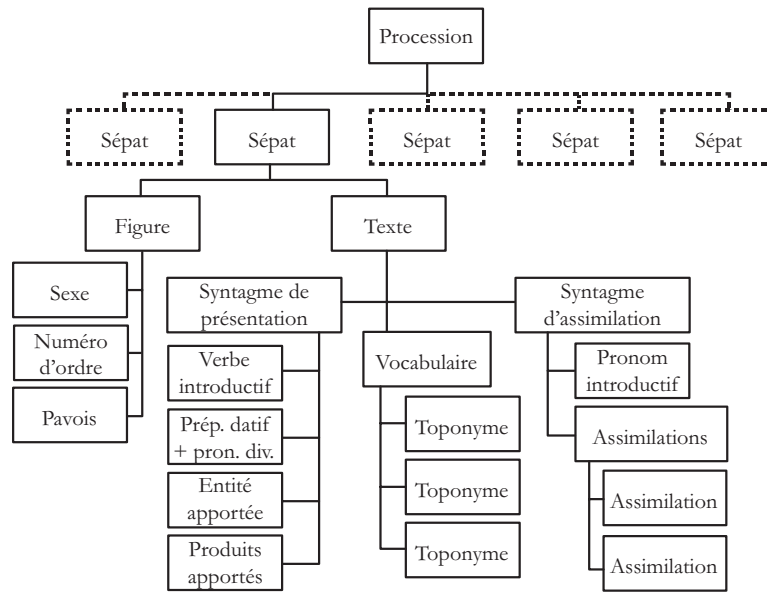 Procession
Sépat
Sépat
Sépat
Sépat
Sépat
Figure
Texte
Sexe
Numéro
d'ordre
Pavois
Syntagme de
présentation
Verbe
introductif
Prép. datif
+ pron. div.
Entité
apportée
Produits
apportés
Vocabulaire
Toponyme
Toponyme
Toponyme
Syntagme
d'assimilation
Pronom
introductif
Assimilations
Assimilation
Assimilation